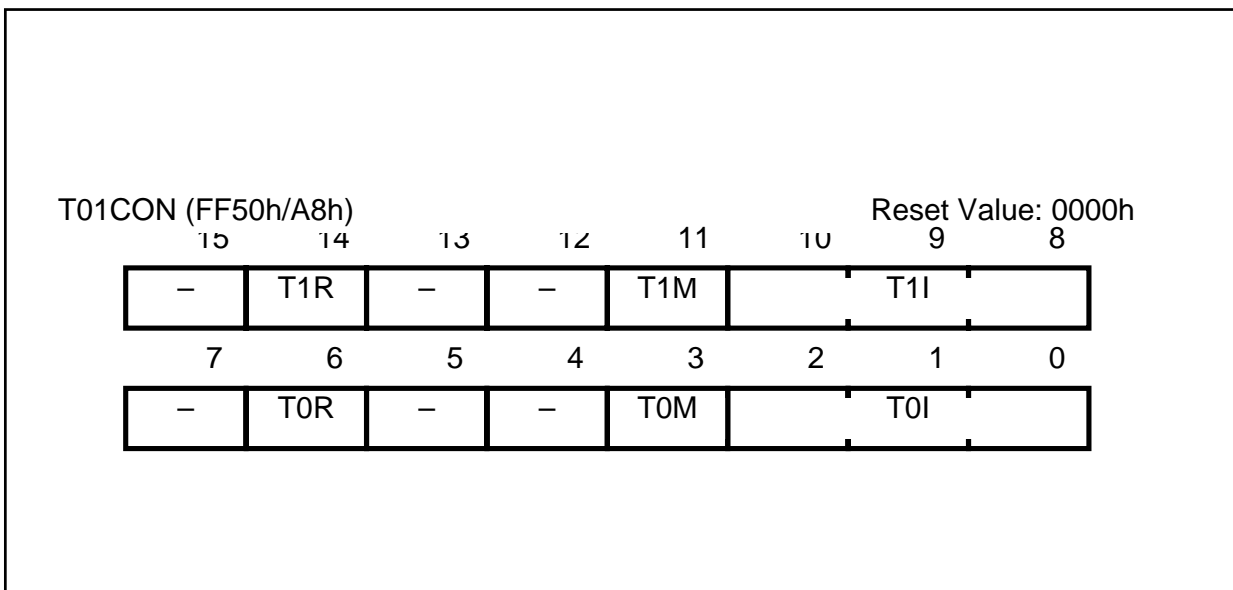 T01CON (FF50h/A8h) Reset Value: 0000h
15 14 13 12 11 10 9 8
– T1R – – T1M T1I
7 6 5 4 3 2 1 0
– T0R – – T0M T0I